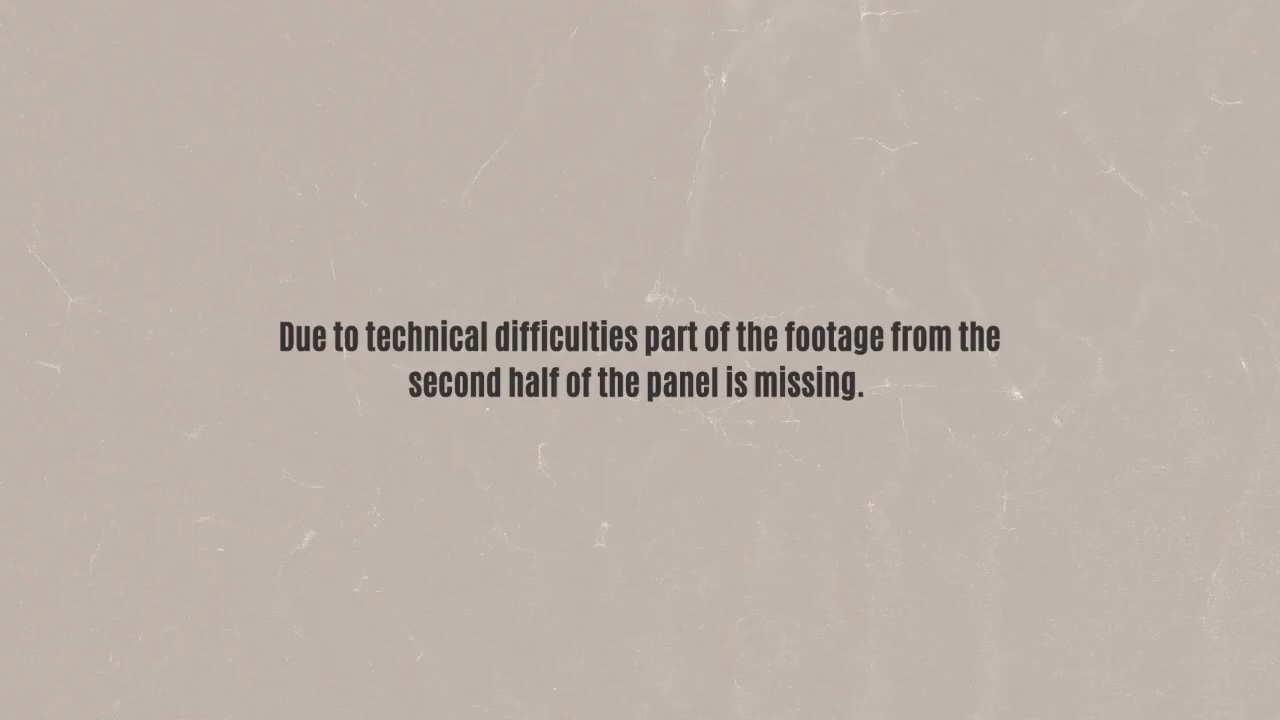 Due to technical difficulties part of the footage from the
second half of the panel is missing.